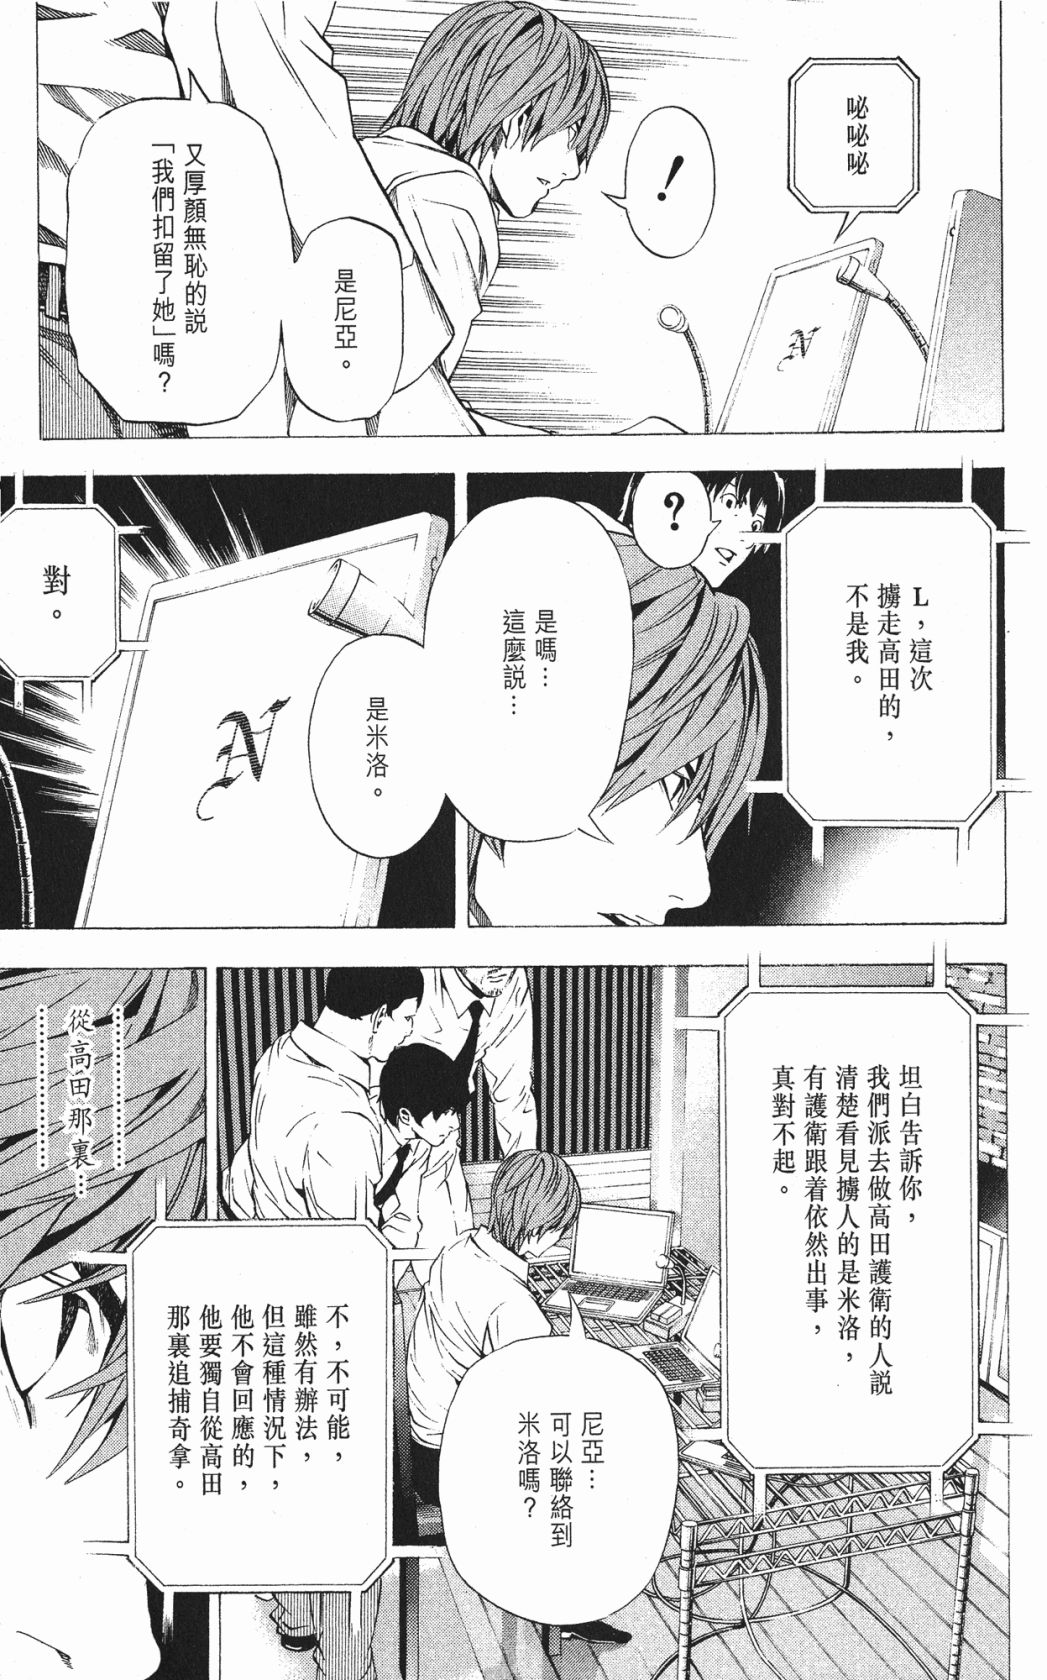 嗶嗶嗶
！
是尼亞。
又厚顏無恥的説
「我們扣留了她」嗎？
N
L，這次
擄走高田的，
不是我。
？
是嗎…
這麼説…
是米洛。
N
對。
坦白告訴你，
我們派去做高田護衛的人説
清楚看見擄人的是米洛，
有護衛跟着依然出事，
真對不起。
尼亞…
可以聯絡到
米洛嗎？
不，不可能，
雖然有辦法，
但這種情況下，
他不會回應的，
他要獨自從高田
那裏追捕奇拿。
從高田那裏…